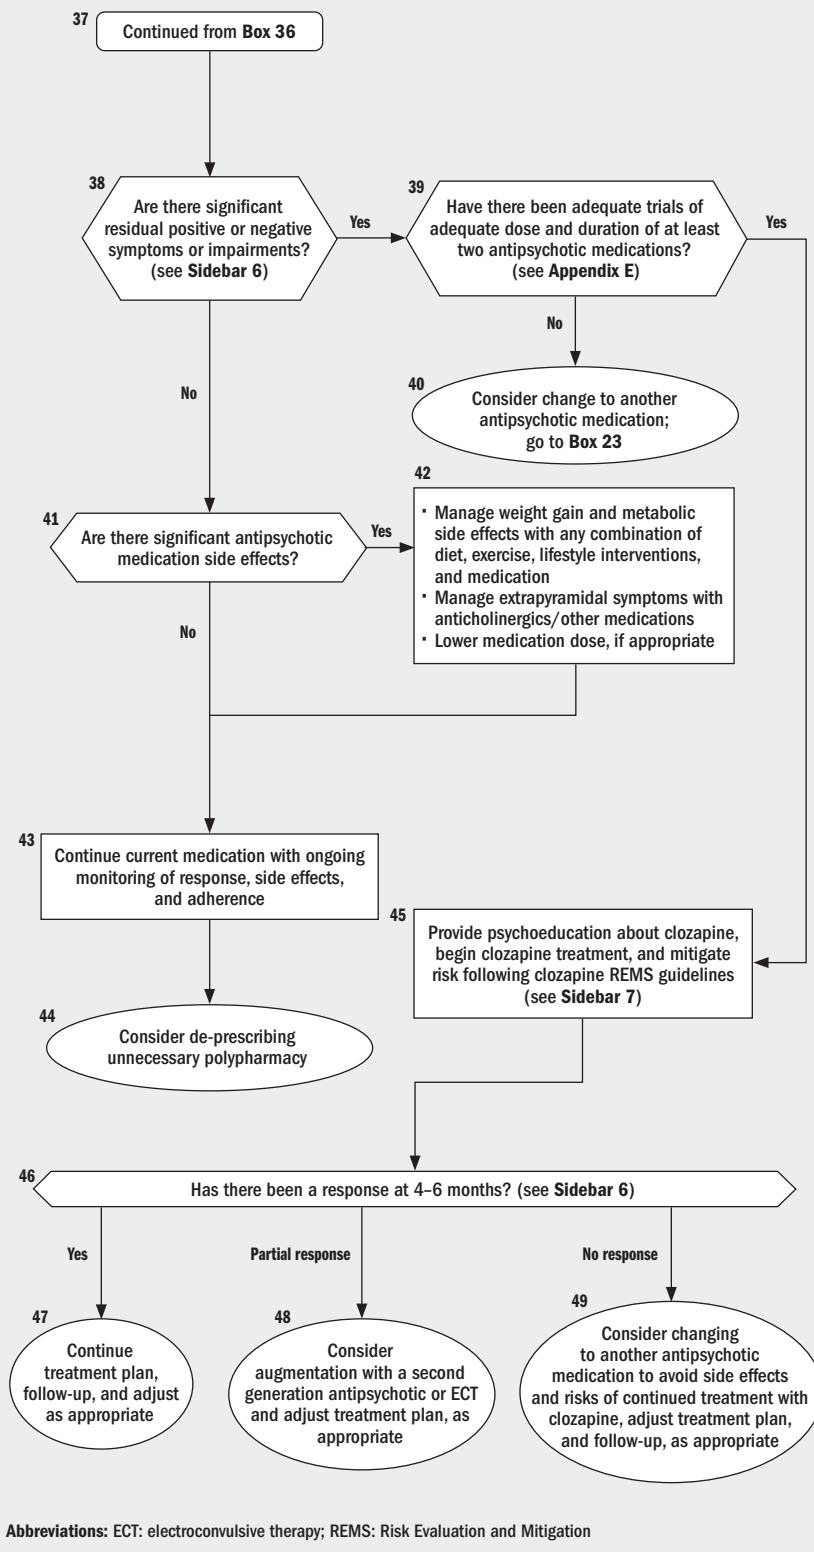 37
Continued from Box 36
38
Are there significant
residual positive or negative
symptoms or impairments?
(see Sidebar 6)
Yes
39
Have there been adequate trials of
adequate dose and duration of at least
two antipsychotic medications?
(see Appendix E)
Yes
No
No
40
Consider change to another
antipsychotic medication;
go to Box 23
41
Are there significant antipsychotic
medication side effects?
Yes
42
· Manage weight gain and metabolic
side effects with any combination of
diet, exercise, lifestyle interventions,
and medication
· Manage extrapyramidal symptoms with
anticholinergics/other medications
· Lower medication dose, if appropriate
No
43
Continue current medication with ongoing
monitoring of response, side effects,
and adherence
44
Consider de-prescribing
unnecessary polypharmacy
45
Provide psychoeducation about clozapine,
begin clozapine treatment, and mitigate
risk following clozapine REMS guidelines
(see Sidebar 7)
46
Has there been a response at 4–6 months? (see Sidebar 6)
Yes
Partial response
No response
47
Continue
treatment plan,
follow-up, and adjust
as appropriate
48
Consider
augmentation with a second
generation antipsychotic or ECT
and adjust treatment plan, as
appropriate
49
Consider changing
to another antipsychotic
medication to avoid side effects
and risks of continued treatment with
clozapine, adjust treatment plan,
and follow-up, as appropriate
Abbreviations: ECT: electroconvulsive therapy; REMS: Risk Evaluation and Mitigation